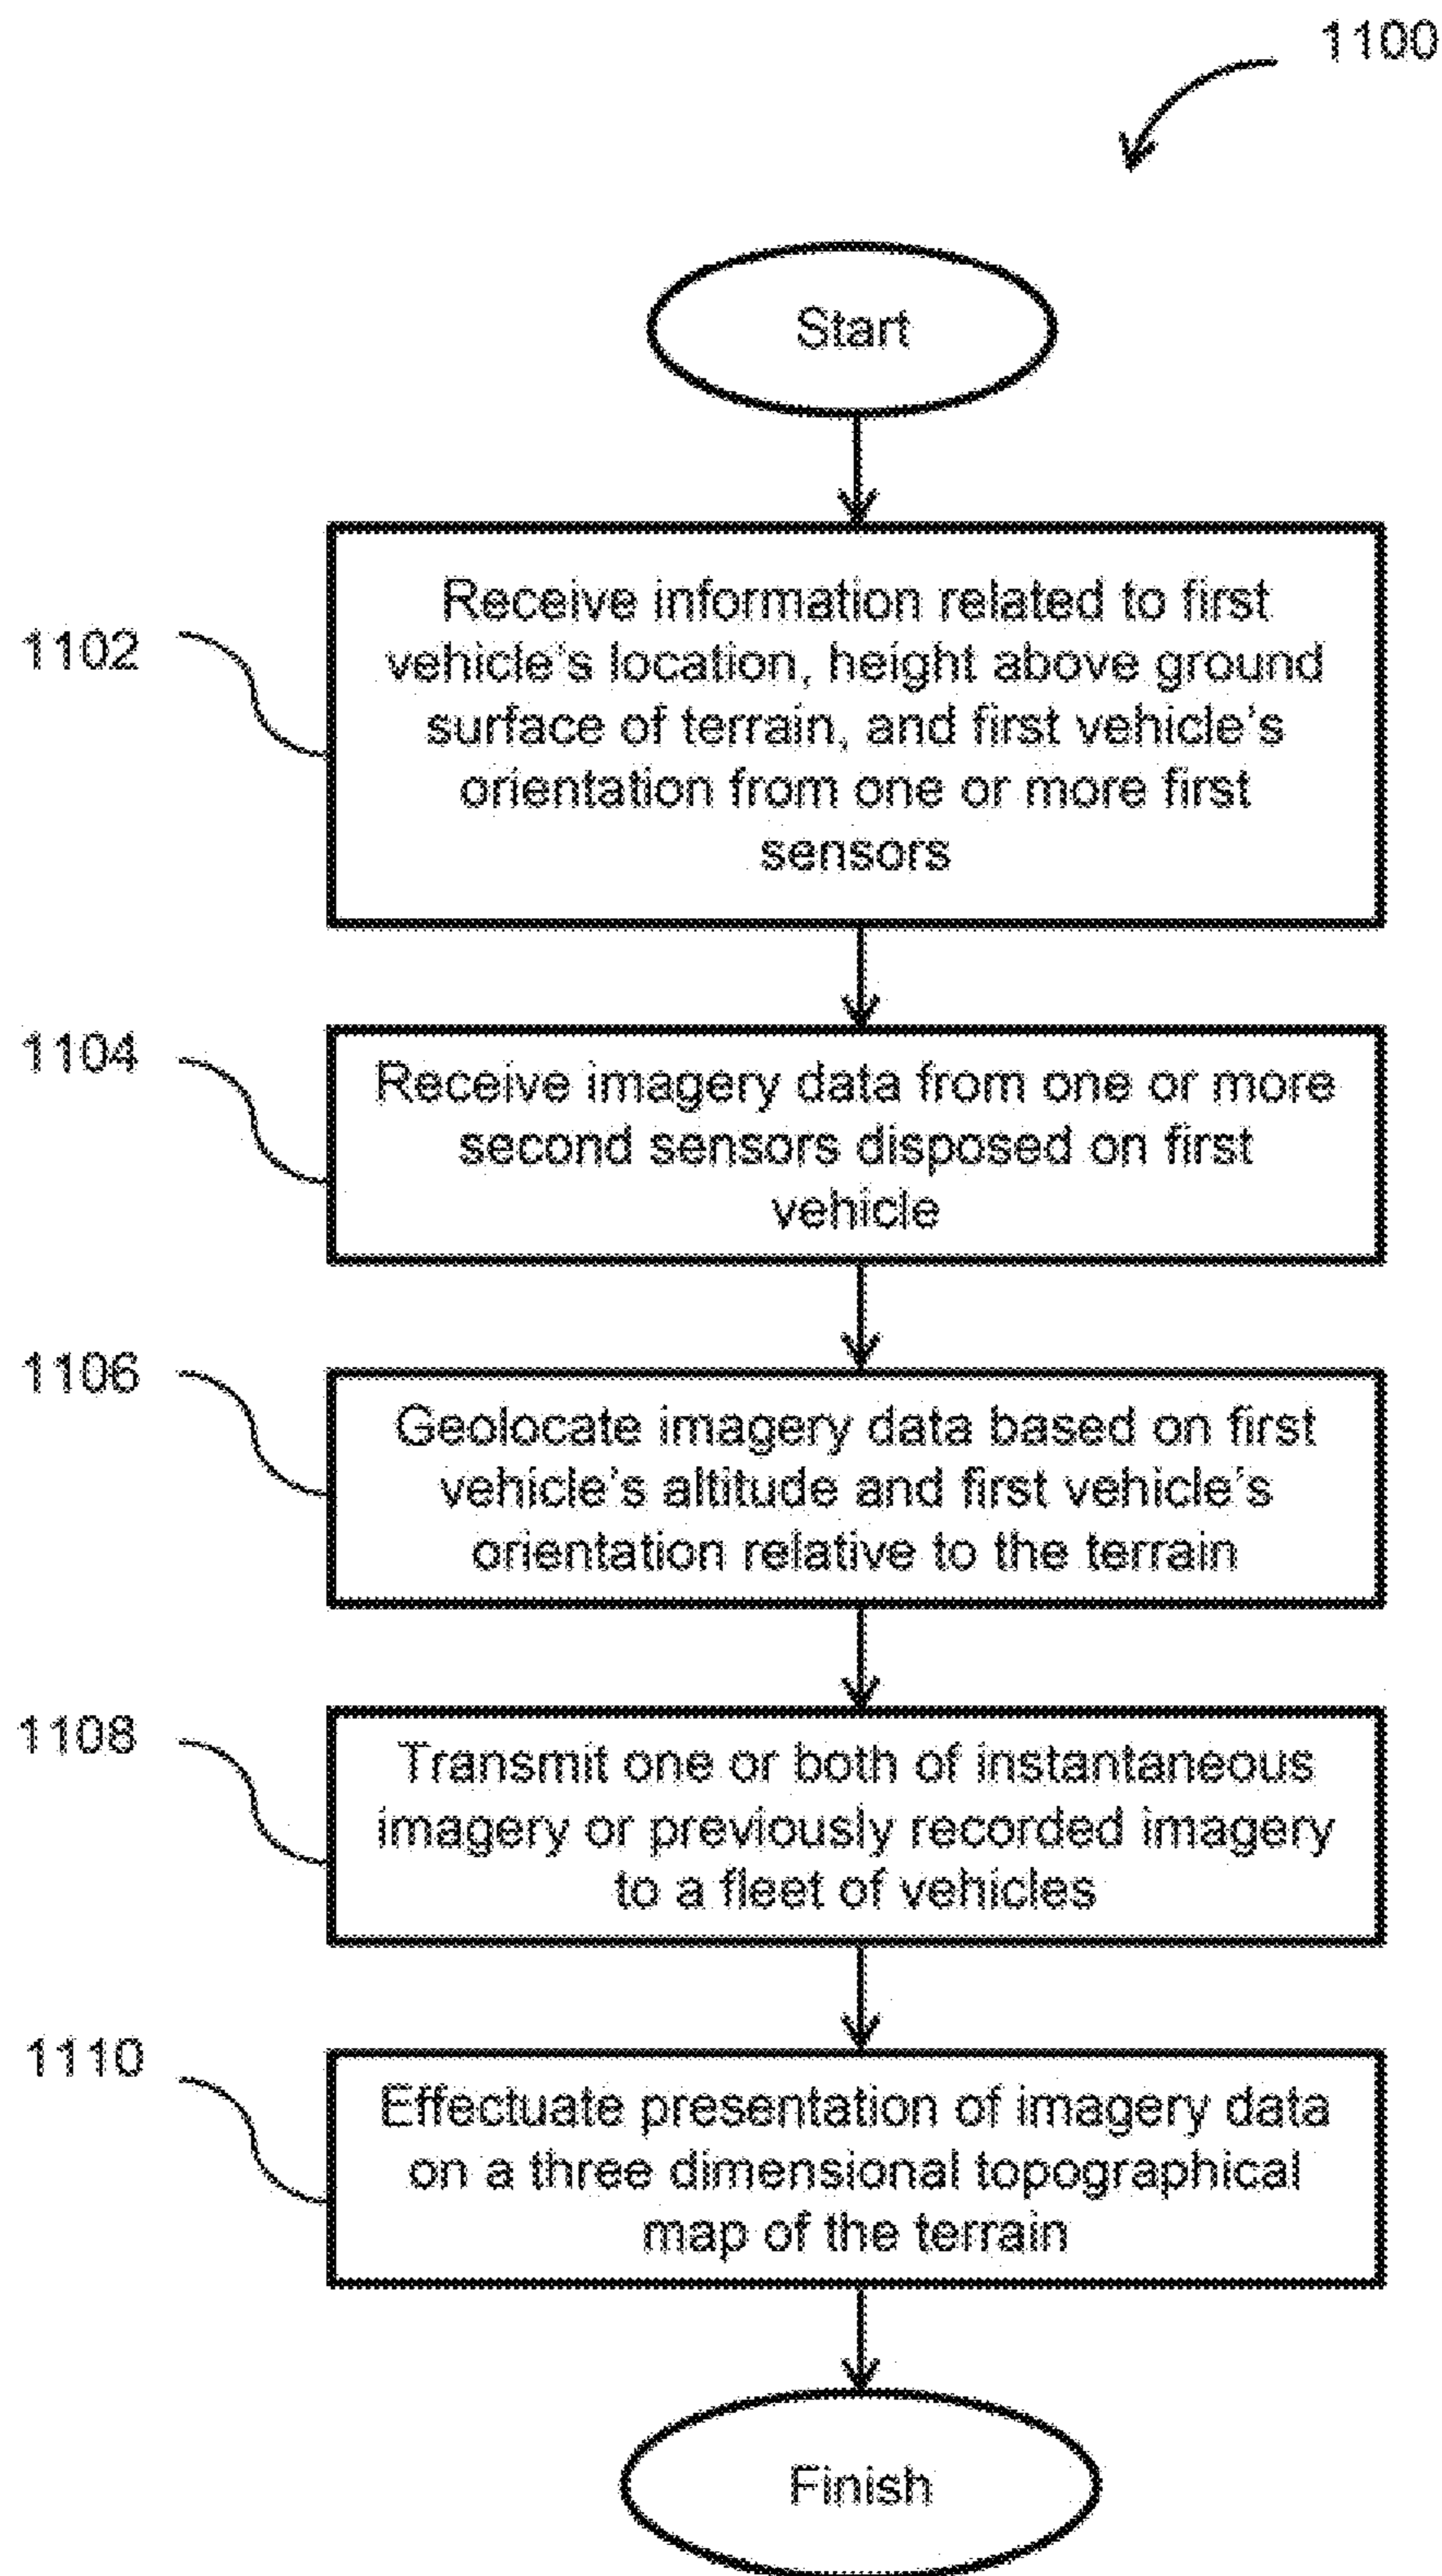 1100
Start
1102
Receive information related to first
vehicle's location, height above ground
surface of terrain, and first vehicle's
orientation from one or more first
sensors
1104
Receive imagery data from one or more
second sensors disposed on first
vehicle
1106
Geolocate imagery data based on first
vehicle's altitude and first vehicle's
orientation relative to the terrain
1108
Transmit one or both of instantaneous
imagery or previously recorded imagery
to a fleet of vehicles
1110
Effectuate presentation of imagery data
on a three dimensional topographical
map of the terrain
Finish